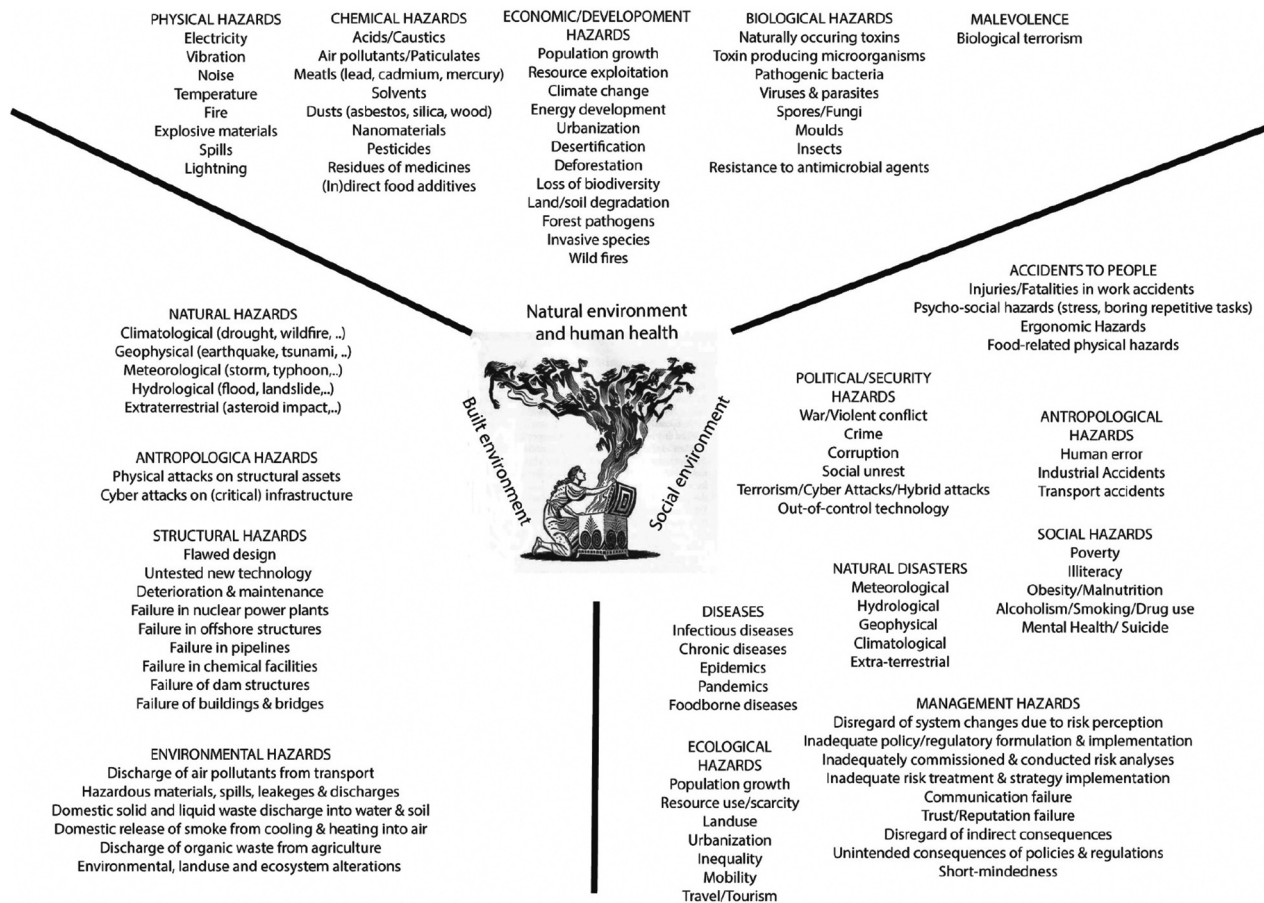 PHYSICAL HAZARDS
Electricity
Vibration
Noise
Temperature
Fire
Explosive materials
Spills
Lightning
CHEMICAL HAZARDS
Acids/Caustics
Air pollutants/Paticulates
Meatls (lead, cadmium, mercury)
Solvents
Dusts (asbestos, silica, wood)
Nanomaterials
Pesticides
Residues of medicines
(In)direct food additives
ECONOMIC/DEVELOPOMENT
HAZARDS
Population growth
Resource exploitation
Climate change
Energy development
Urbanization
Desertification
Deforestation
Loss of biodiversity
Land/soil degradation
Forest pathogens
Invasive species
Wild fires
BIOLOGICAL HAZARDS
Naturally occuring toxins
Toxin producing microorganisms
Pathogenic bacteria
Viruses & parasites
Spores/Fungi
Moulds
Insects
Resistance to antimicrobial agents
MALEVOLENCE
Biological terrorism
Natural environment
and human health
Built environment
Social environment
NATURAL HAZARDS
Climatological (drought, wildfire, ..)
Geophysical (earthquake, tsunami, ..)
Meteorological (storm, typhoon,..)
Hydrological (flood, landslide,..)
Extraterrestrial (asteroid impact,..)
ANTROPOLOGICA HAZARDS
Physical attacks on structural assets
Cyber attacks on (critical) infrastructure
STRUCTURAL HAZARDS
Flawed design
Untested new technology
Deterioration & maintenance
Failure in nuclear power plants
Failure in offshore structures
Failure in pipelines
Failure in chemical facilities
Failure of dam structures
Failure of buildings & bridges
ENVIRONMENTAL HAZARDS
Discharge of air pollutants from transport
Hazardous materials, spills, leakeges & discharges
Domestic solid and liquid waste discharge into water & soil
Domestic release of smoke from cooling & heating into air
Discharge of organic waste from agriculture
Environmental, landuse and ecosystem alterations
ACCIDENTS TO PEOPLE
Injuries/Fatalities in work accidents
Psycho-social hazards (stress, boring repetitive tasks)
Ergonomic Hazards
Food-related physical hazards
POLITICAL/SECURITY
HAZARDS
War/Violent conflict
Crime
Corruption
Social unrest
Terrorism/Cyber Attacks/Hybrid attacks
Out-of-control technology
ANTROPOLOGICAL
HAZARDS
Human error
Industrial Accidents
Transport accidents
SOCIAL HAZARDS
Poverty
Illiteracy
Obesity/Malnutrition
Alcoholism/Smoking/Drug use
Mental Health/ Suicide
NATURAL DISASTERS
Meteorological
Hydrological
Geophysical
Climatological
Extra-terrestrial
DISEASES
Infectious diseases
Chronic diseases
Epidemics
Pandemics
Foodborne diseases
ECOLOGICAL
HAZARDS
Population growth
Resource use/scarcity
Landuse
Urbanization
Inequality
Mobility
Travel/Tourism
MANAGEMENT HAZARDS
Disregard of system changes due to risk perception
Inadequate policy/regulatory formulation & implementation
Inadequately commissioned & conducted risk analyses
Inadequate risk treatment & strategy implementation
Communication failure
Trust/Reputation failure
Disregard of indirect consequences
Unintended consequences of policies & regulations
Short-mindedness